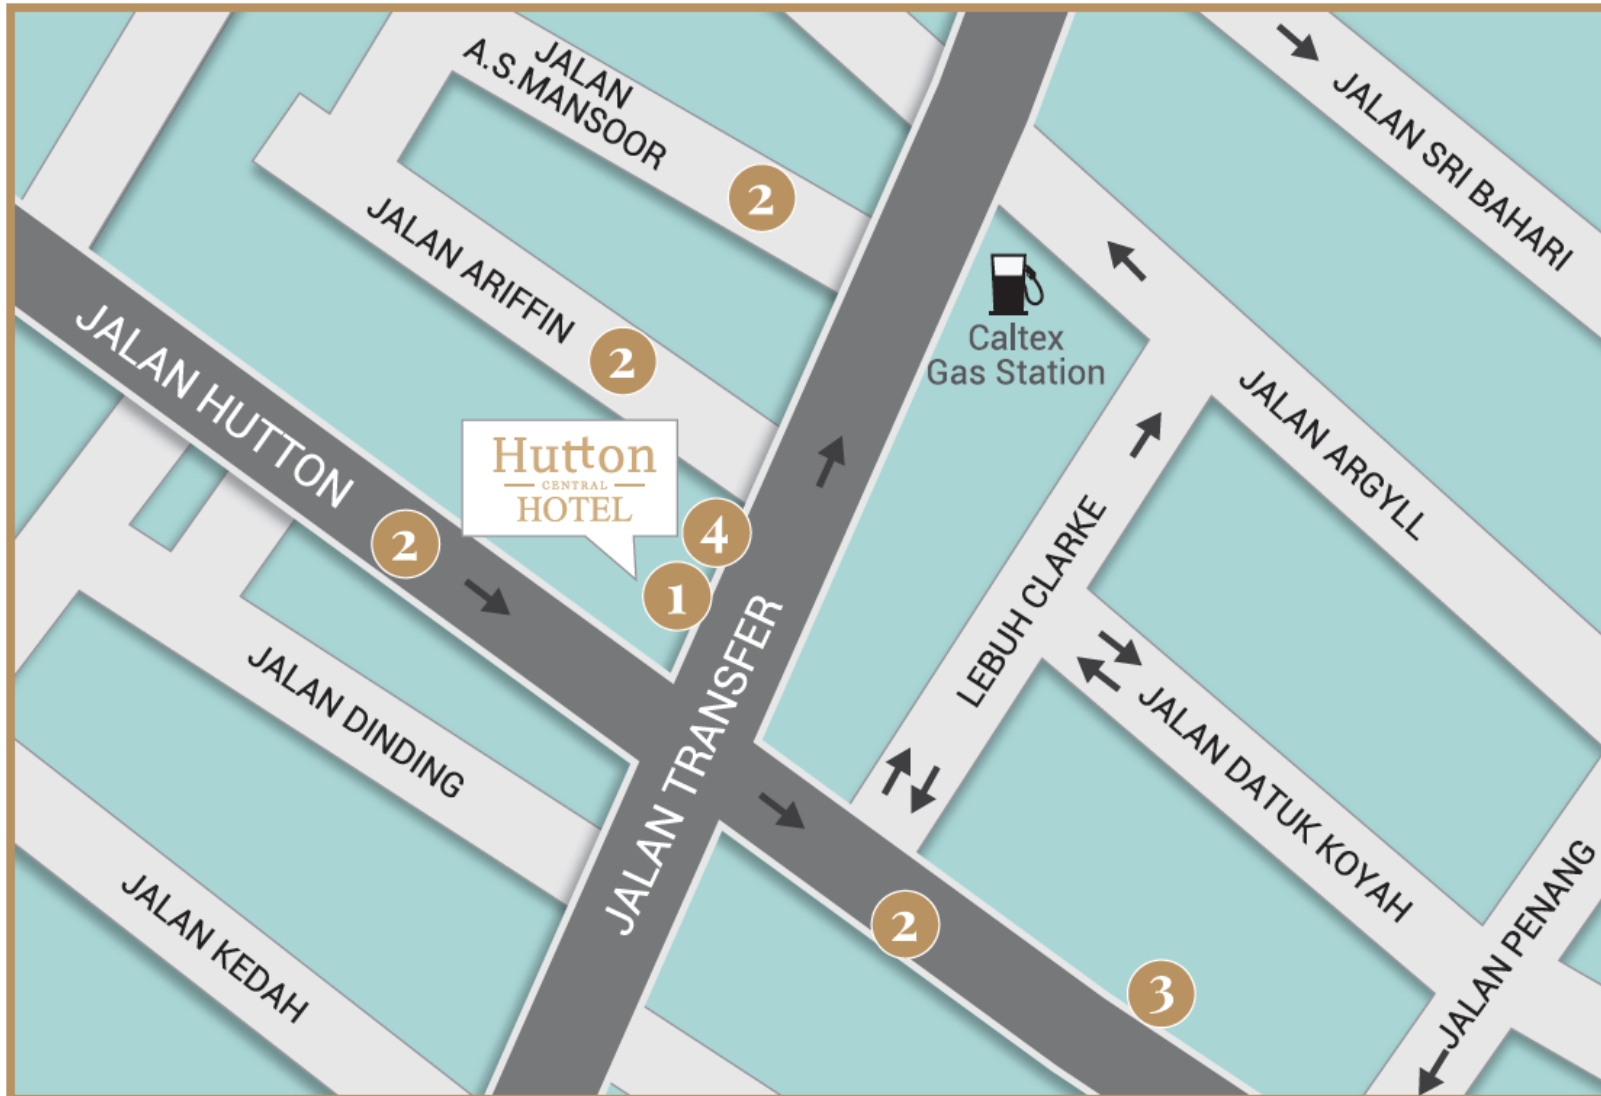 JALAN
A.S.MANSOOR
2
JALAN SRI BAHARI
JALAN ARIFFIN
2
Caltex
Gas Station
JALAN HUTTON
Hutton
CENTRAL
HOTEL
2
4
1
JALAN ARGYLL
LEBUH CLARKE
JALAN TRANSFER
JALAN DINDING
JALAN DATUK KOYAH
JALAN KEDAH
2
3
JALAN PENANG